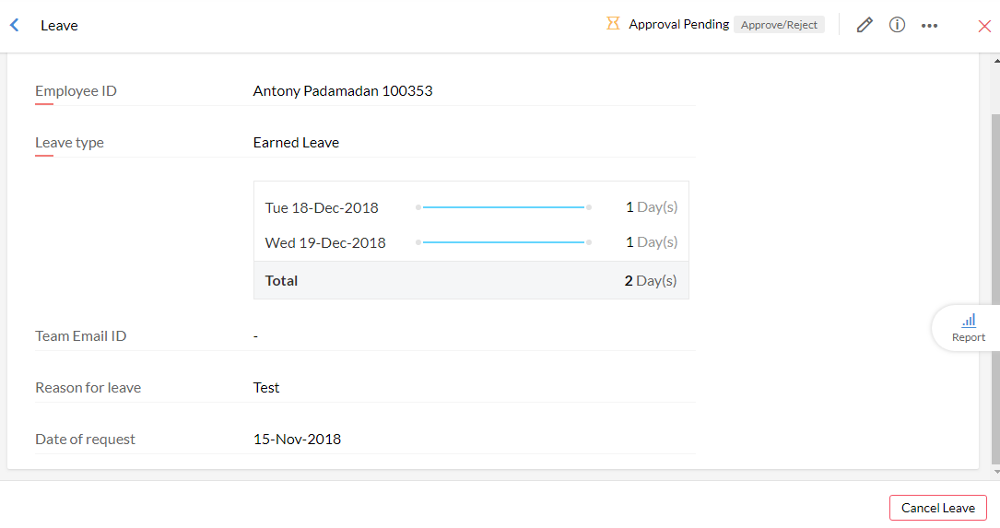 Leave
Approval Pending Approve/Reject
Employee ID Antony Padamadan 100353
Leave type Earned Leave
Tue 18-Dec-2018 1 Day(s)
Wed 19-Dec-2018 1 Day(s)
Total 2 Day(s)
Team Email ID -
Report
Reason for leave Test
Date of request 15-Nov-2018
Cancel Leave